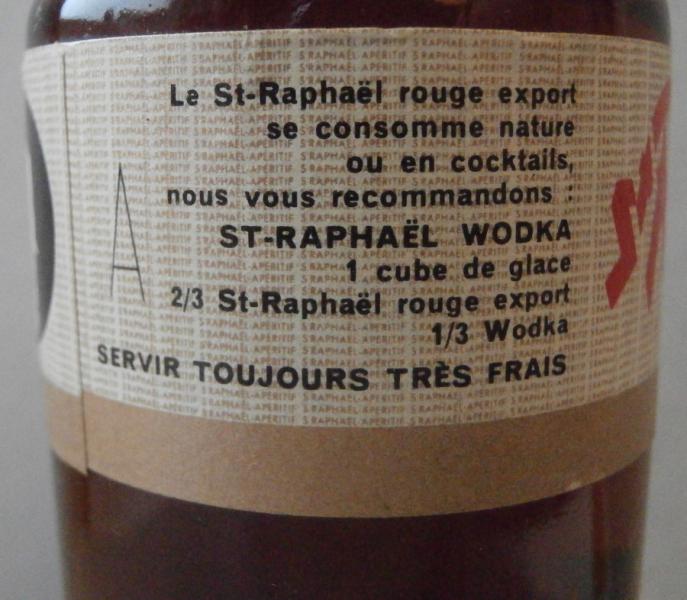 Le St-Raphaël rouge export
se consomme nature
ou en cocktails,
nous vous recommandons :
ST-RAPHAËL WODKA
1 cube de glace
2/3 St-Raphaël rouge export
1/3 Wodka
SERVIR TOUJOURS TRÈS FRAIS
A